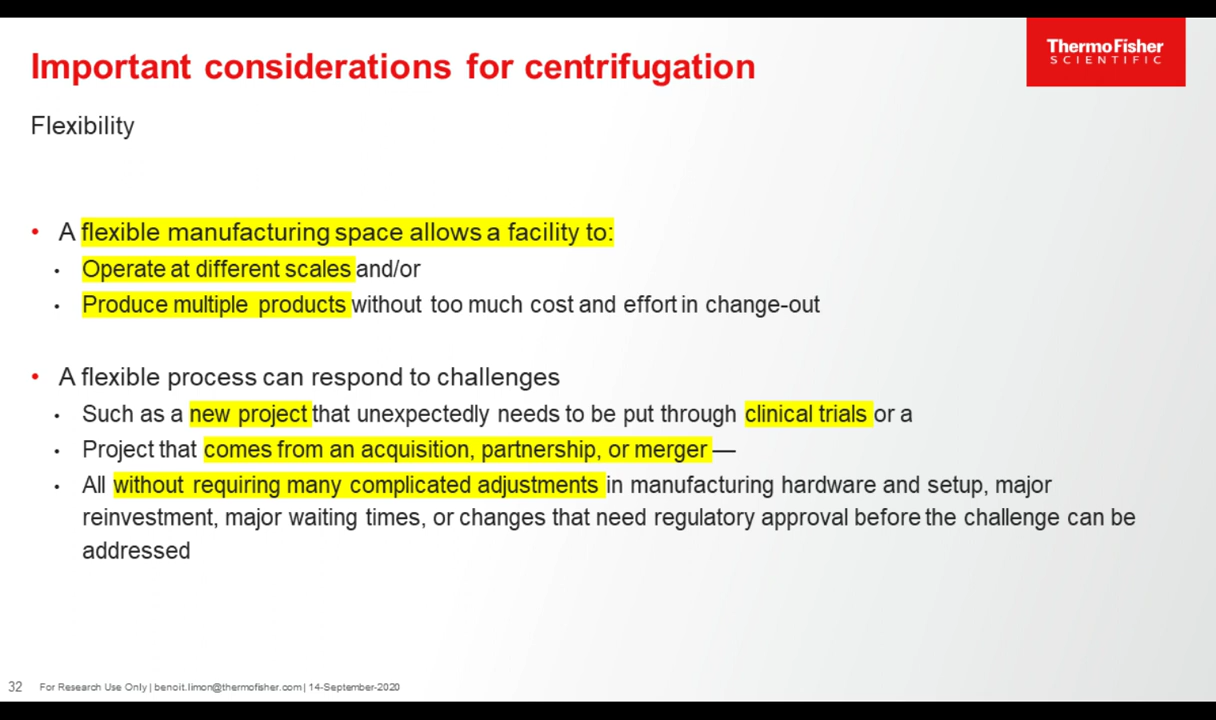 Important considerations for centrifugation
ThermoFisher
SCIENTIFIC
Flexibility
• A flexible manufacturing space allows a facility to:
• Operate at different scales and/or
• Produce multiple products without too much cost and effort in change-out
• A flexible process can respond to challenges
• Such as a new project that unexpectedly needs to be put through clinical trials or a
• Project that comes from an acquisition, partnership, or merger —
• All without requiring many complicated adjustments in manufacturing hardware and setup, major
reinvestment, major waiting times, or changes that need regulatory approval before the challenge can be
addressed
32 For Research Use Only | benoit.limon@thermofisher.com | 14-September-2020